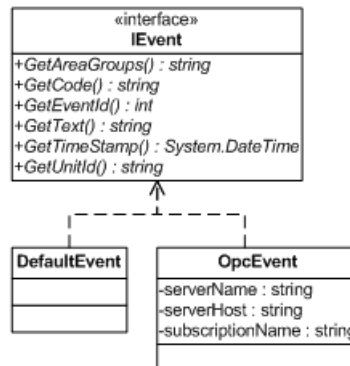 «interface»
IEvent
+GetAreaGroups() : string
+GetCode() : string
+GetEventId() : int
+GetText() : string
+GetTimeStamp() : System.DateTime
+GetUnitId() : string
DefaultEvent
OpcEvent
-serverName : string
-serverHost : string
-subscriptionName : string